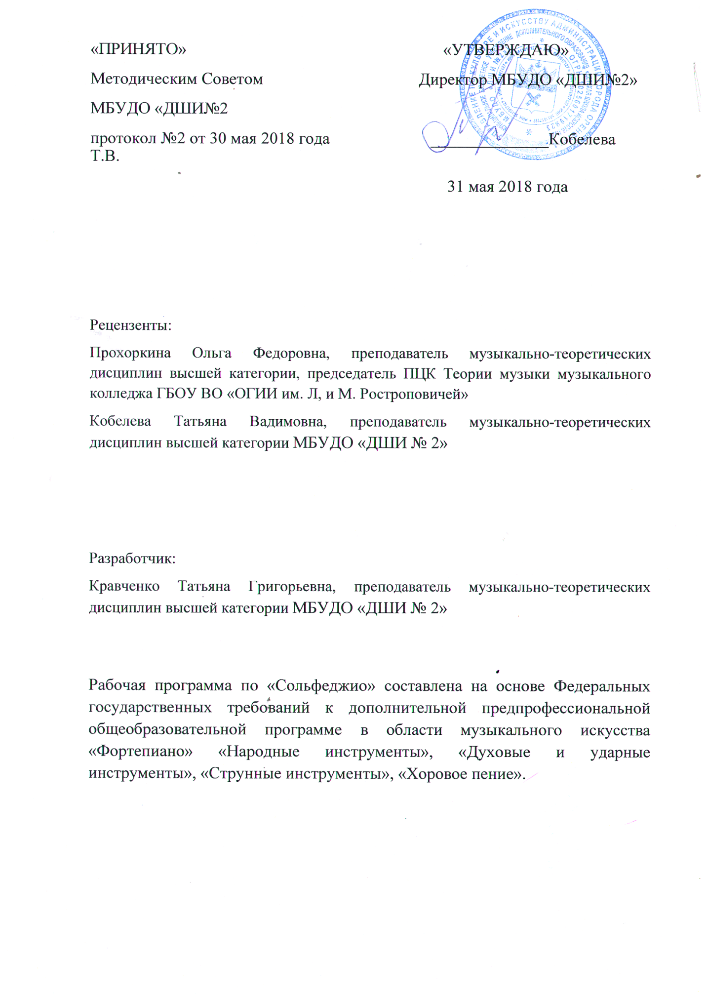 «ПРИНЯТО» «УТВЕРЖДАЮ»
Методическим Советом Директор МБУДО «ДШИ№2»
МБУДО «ДШИ№2
протокол №2 от 30 мая 2018 года ______________Кобелева
Т.В.
31 мая 2018 года
Рецензенты:
Прохоркина Ольга Федоровна, преподаватель музыкально-теоретических
дисциплин высшей категории, председатель ПЦК Теории музыки музыкального
колледжа ГБОУ ВО «ОГИИ им. Л, и М. Ростроповичей»
Кобелева Татьяна Вадимовна, преподаватель музыкально-теоретических
дисциплин высшей категории МБУДО «ДШИ № 2»
Разработчик:
Кравченко Татьяна Григорьевна, преподаватель музыкально-теоретических
дисциплин высшей категории МБУДО «ДШИ № 2»
Рабочая программа по «Сольфеджио» составлена на основе Федеральных
государственных требований к дополнительной предпрофессиональной
общеобразовательной программе в области музыкального искусства
«Фортепиано» «Народные инструменты», «Духовые и ударные
инструменты», «Струнные инструменты», «Хоровое пение».